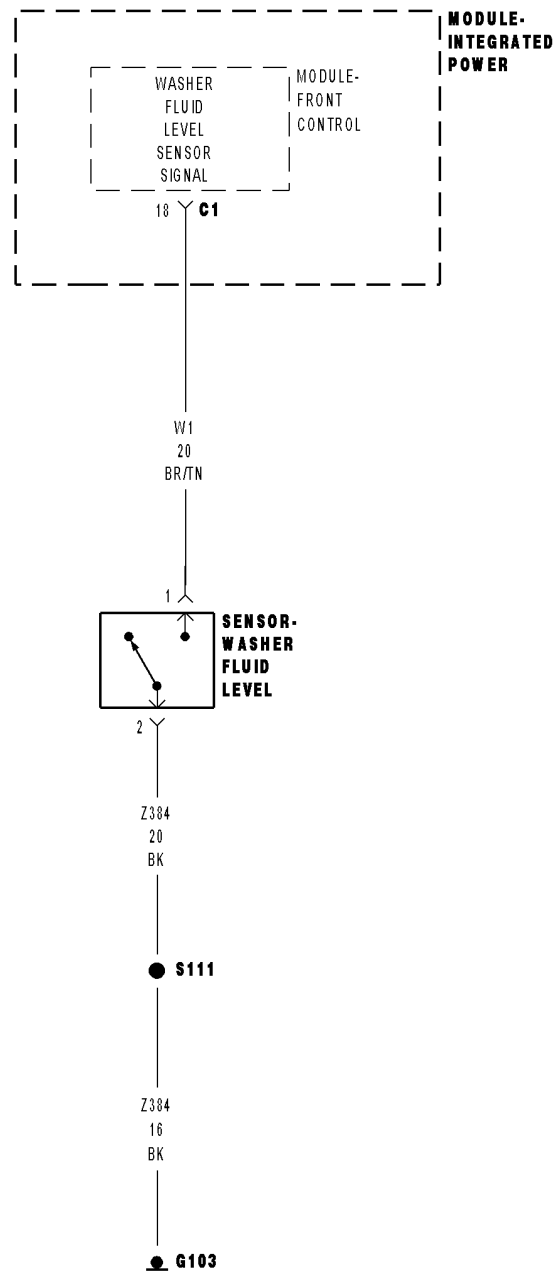 MODULE-
INTEGRATED
POWER
WASHER
FLUID
LEVEL
SENSOR
SIGNAL
MODULE-
FRONT
CONTROL
18 C1
W1
20
BR/TN
1
SENSOR-
WASHER
FLUID
LEVEL
2
Z384
20
BK
S111
Z384
16
BK
G103